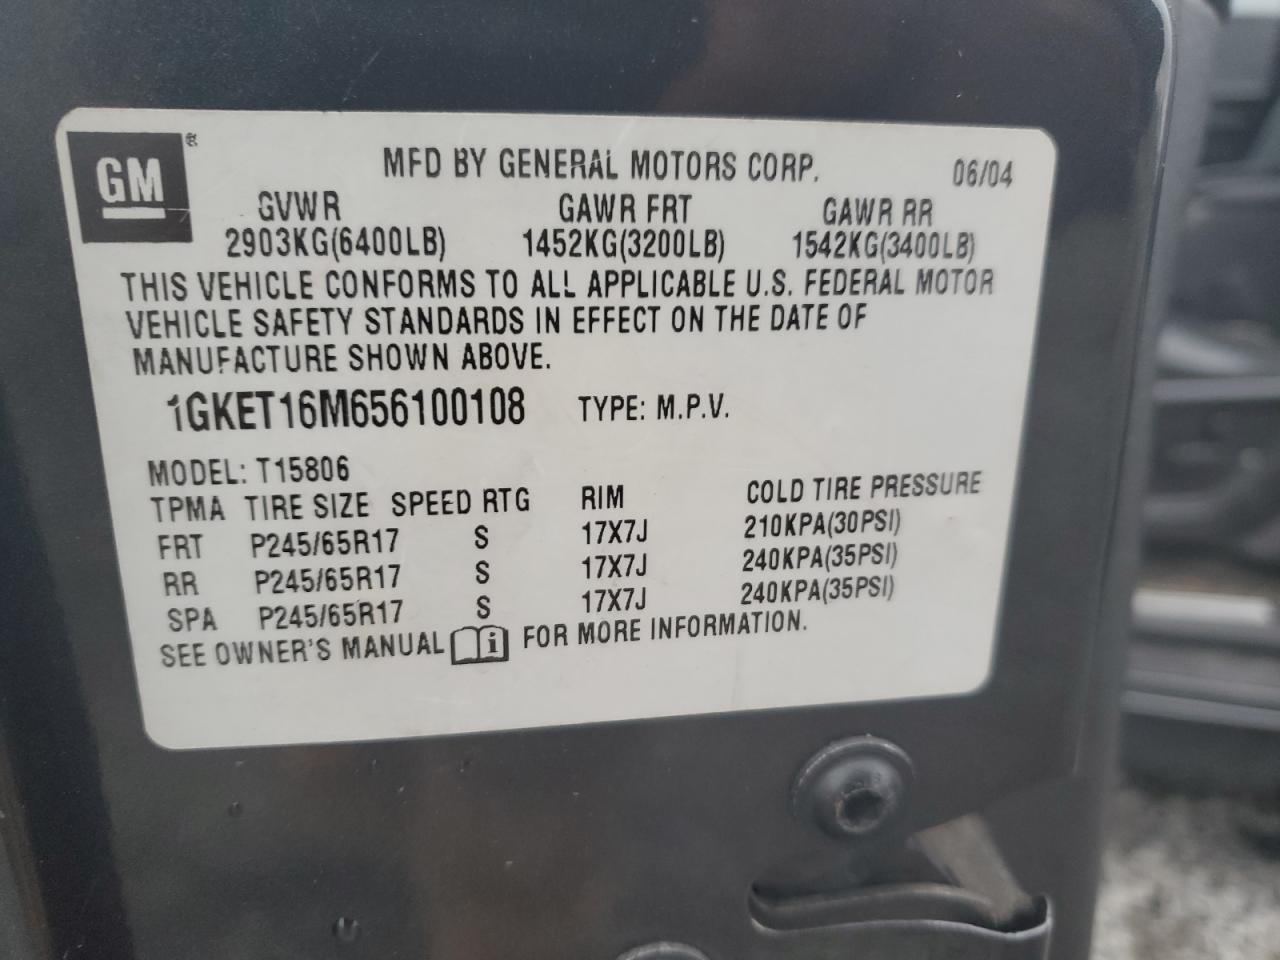 GM® MFD BY GENERAL MOTORS CORP. 06/04
GVWR GAWR FRT GAWR RR
2903KG(6400LB) 1452KG(3200LB) 1542KG(3400LB)
THIS VEHICLE CONFORMS TO ALL APPLICABLE U.S. FEDERAL MOTOR
VEHICLE SAFETY STANDARDS IN EFFECT ON THE DATE OF
MANUFACTURE SHOWN ABOVE.
1GKET16M656100108 TYPE: M.P.V.
MODEL: T15806
TPMA TIRE SIZE SPEED RTG RIM COLD TIRE PRESSURE
FRT P245/65R17 S 17X7J 210KPA(30PSI)
RR P245/65R17 S 17X7J 240KPA(35PSI)
SPA P245/65R17 S 17X7J 240KPA(35PSI)
SEE OWNER'S MANUAL i FOR MORE INFORMATION.